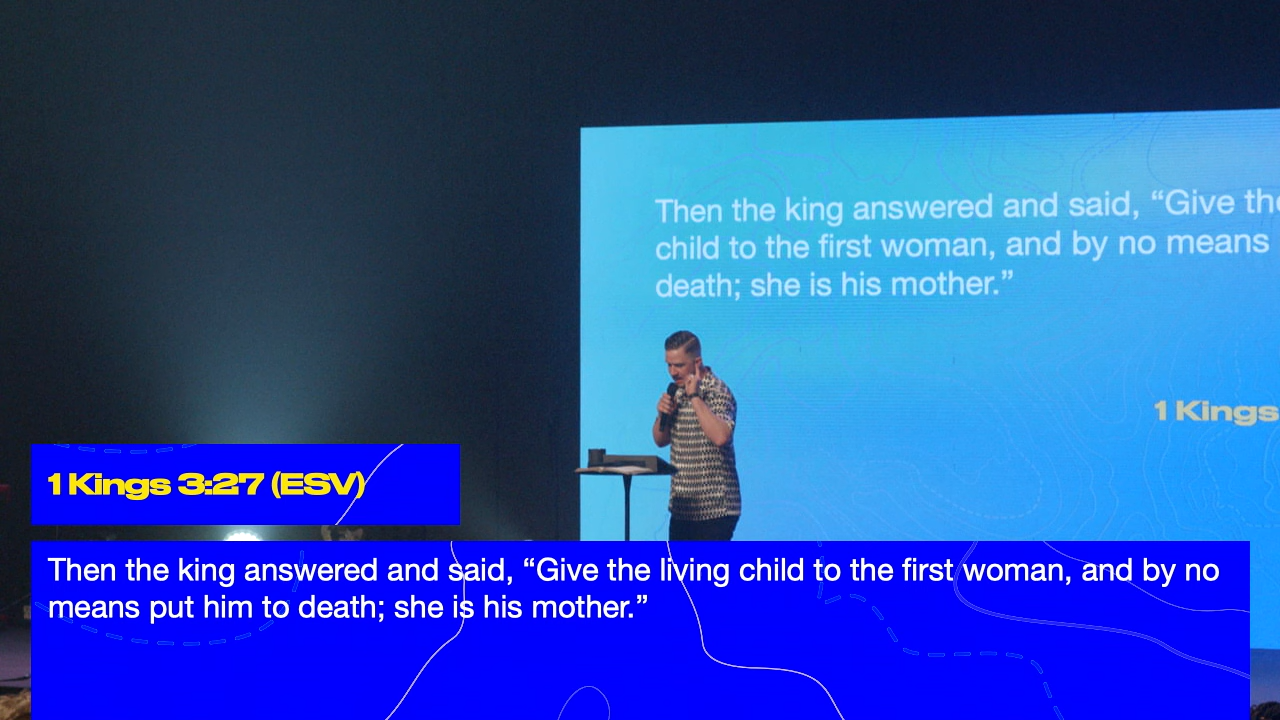 Then the king answered and said, “Give the
child to the first woman, and by no means
death; she is his mother.”
1 Kings
1 Kings 3:27 (ESV)
Then the king answered and said, “Give the living child to the first woman, and by no
means put him to death; she is his mother.”